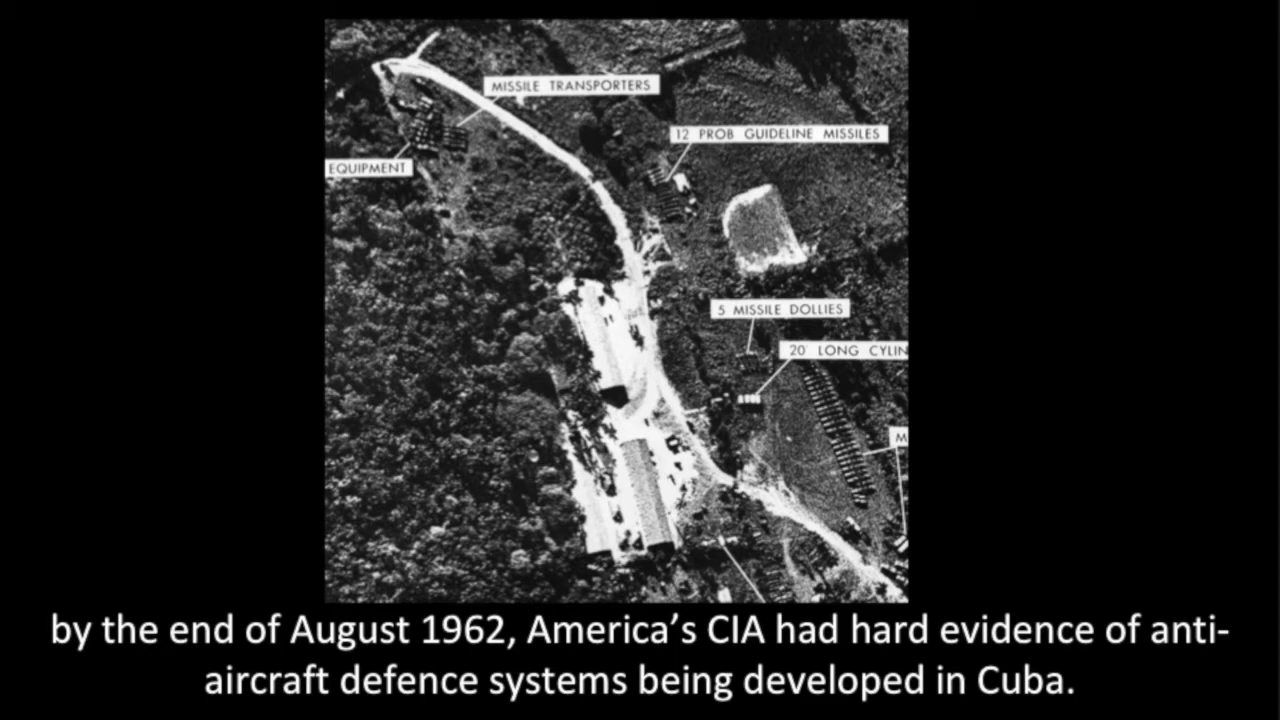 MISSILE TRANSPORTERS
12 PROB GUIDELINE MISSILES
EQUIPMENT
5 MISSILE DOLLIES
20 LONG CYLIN
M
by the end of August 1962, America’s CIA had hard evidence of anti-
aircraft defence systems being developed in Cuba.